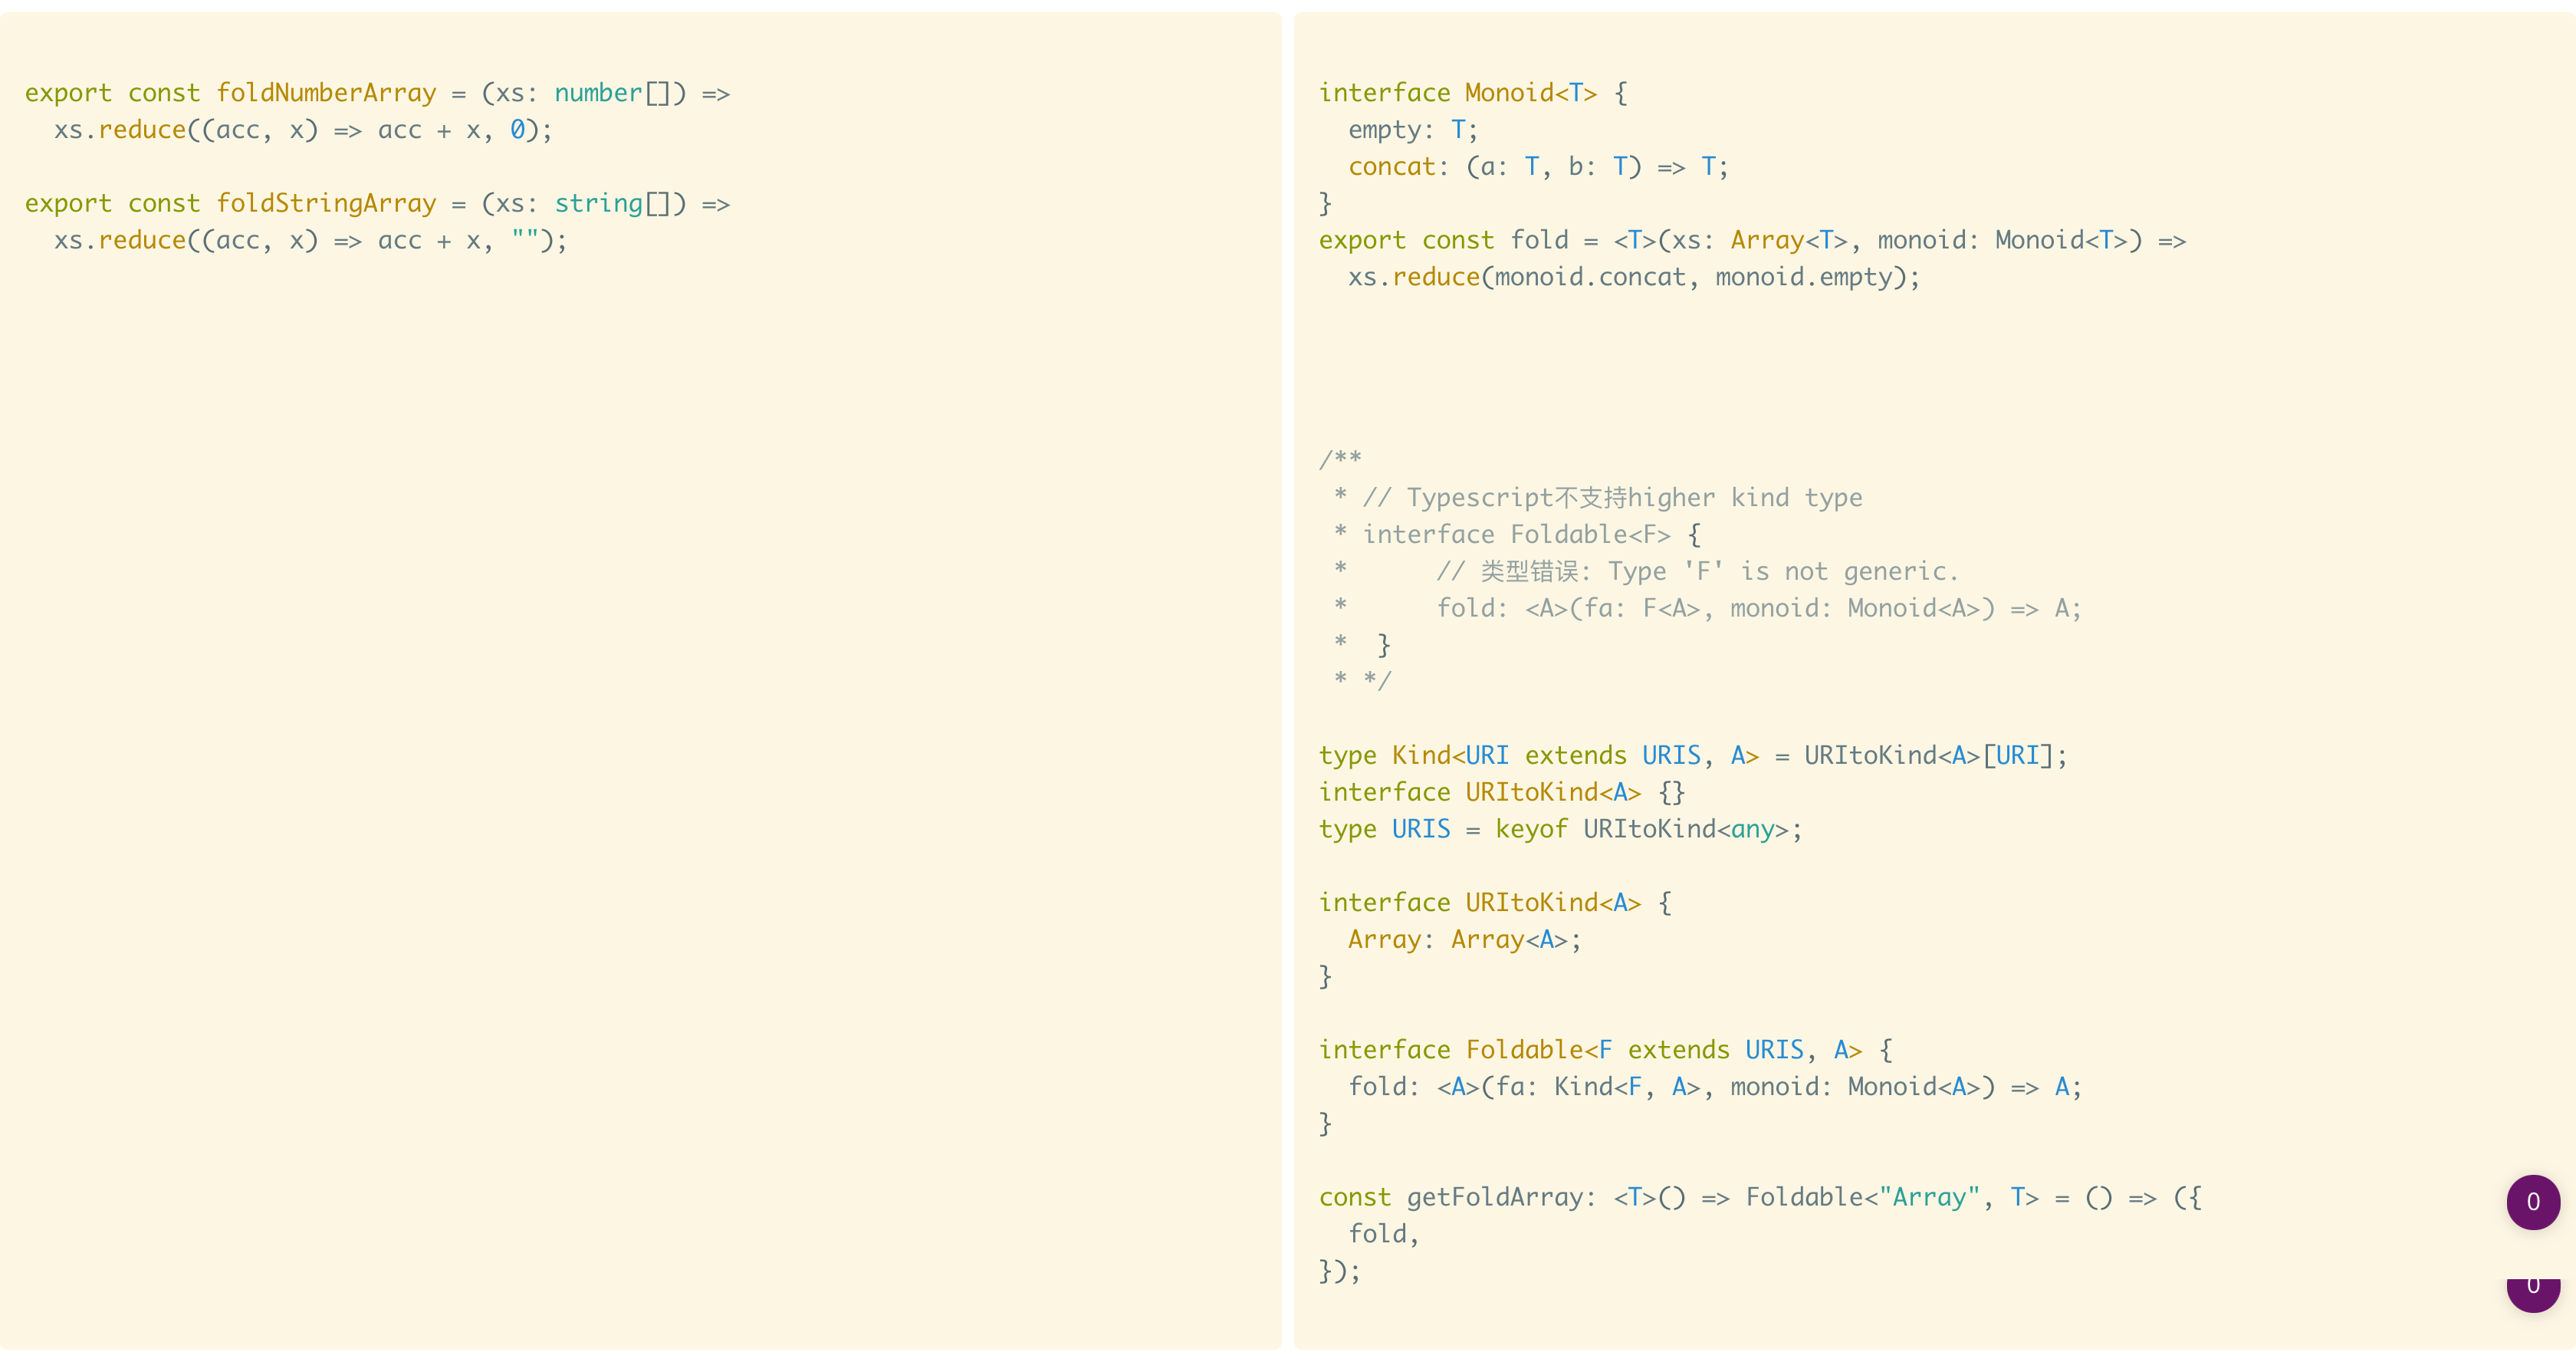 export const foldNumberArray = (xs: number[]) =>
  xs.reduce((acc, x) => acc + x, 0);

export const foldStringArray = (xs: string[]) =>
  xs.reduce((acc, x) => acc + x, "");

interface Monoid<T> {
  empty: T;
  concat: (a: T, b: T) => T;
}
export const fold = <T>(xs: Array<T>, monoid: Monoid<T>) =>
  xs.reduce(monoid.concat, monoid.empty);

/**
 * // Typescript不支持higher kind type
 * interface Foldable<F> {
 *      // 类型错误: Type 'F' is not generic.
 *      fold: <A>(fa: F<A>, monoid: Monoid<A>) => A;
 *  }
 * */

type Kind<URI extends URIS, A> = URItoKind<A>[URI];
interface URItoKind<A> {}
type URIS = keyof URItoKind<any>;

interface URItoKind<A> {
  Array: Array<A>;
}

interface Foldable<F extends URIS, A> {
  fold: <A>(fa: Kind<F, A>, monoid: Monoid<A>) => A;
}

const getFoldArray: <T>() => Foldable<"Array", T> = () => ({
  fold,
});
0
0